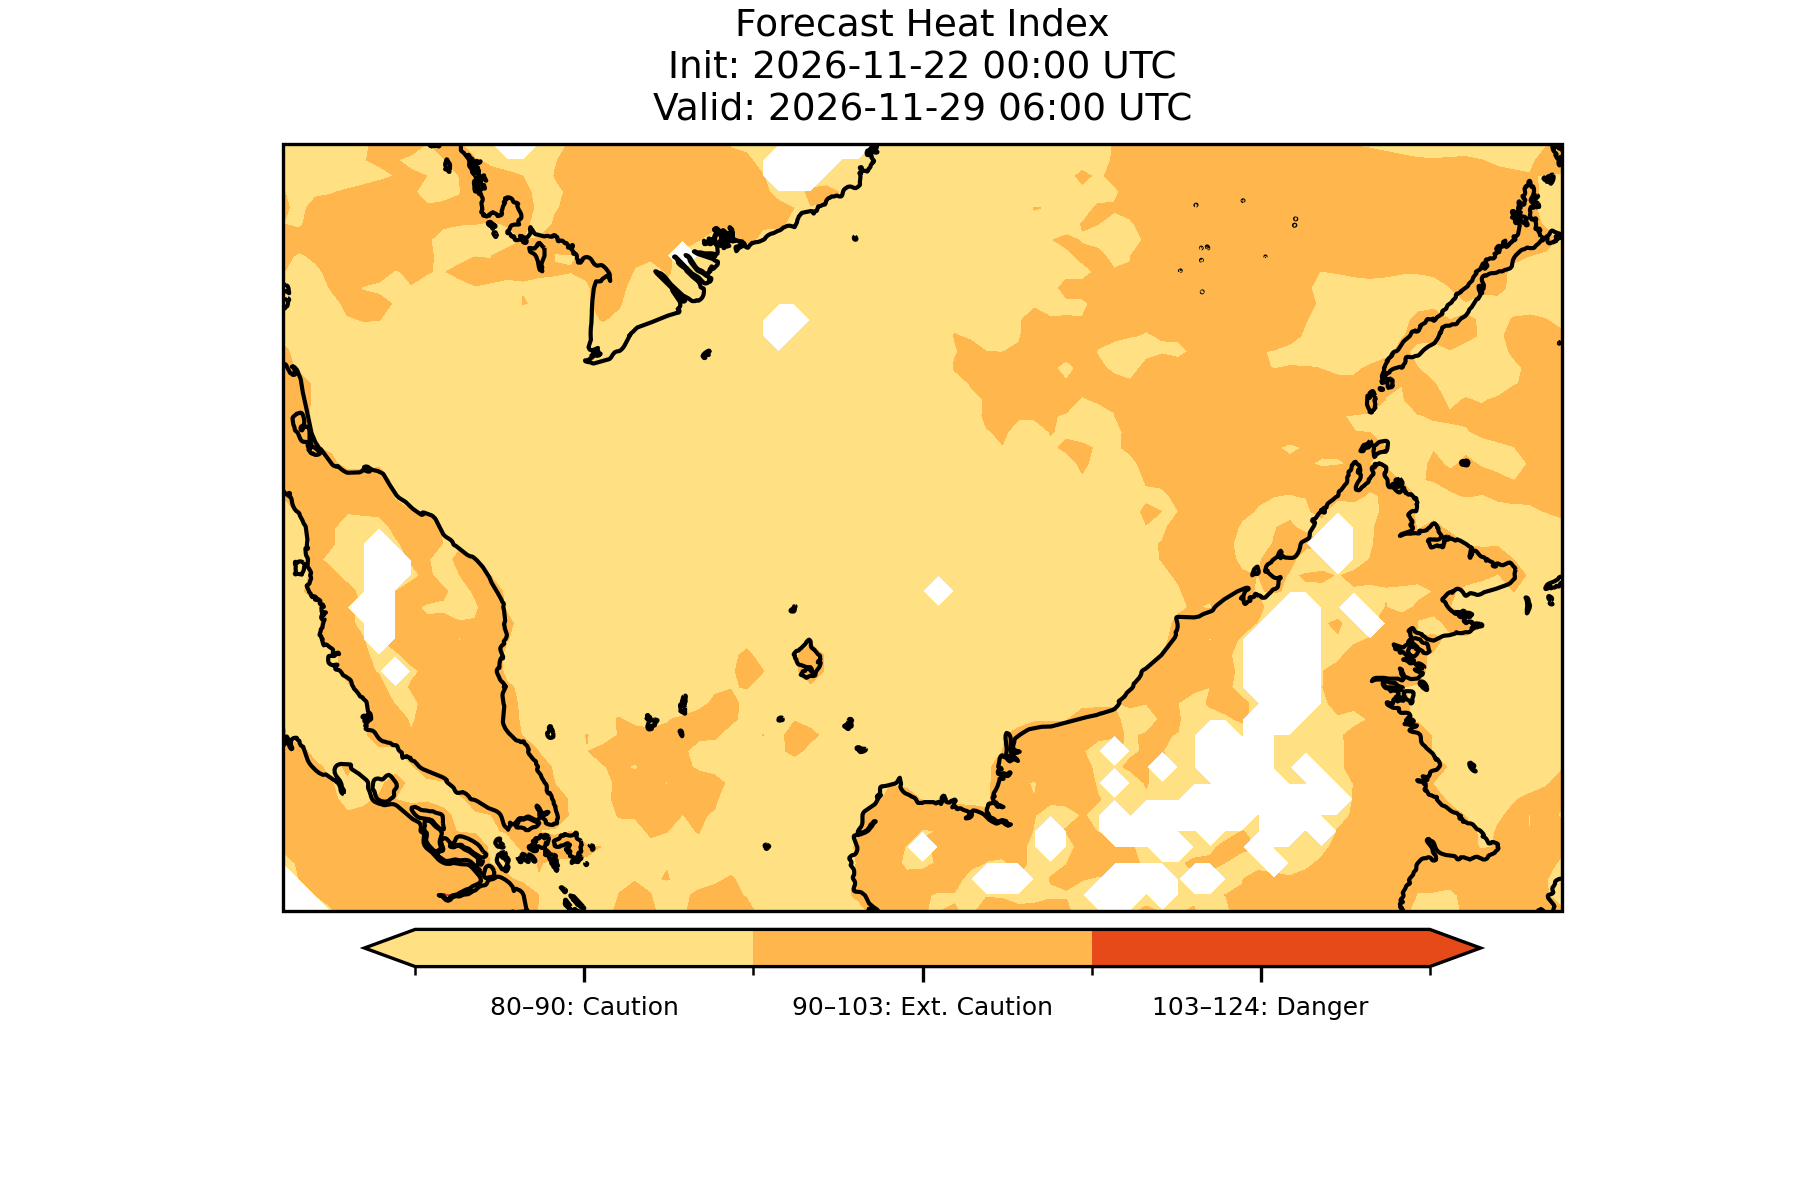 Forecast Heat Index
Init: 2026-11-22 00:00 UTC
Valid: 2026-11-29 06:00 UTC
80–90: Caution
90–103: Ext. Caution
103–124: Danger